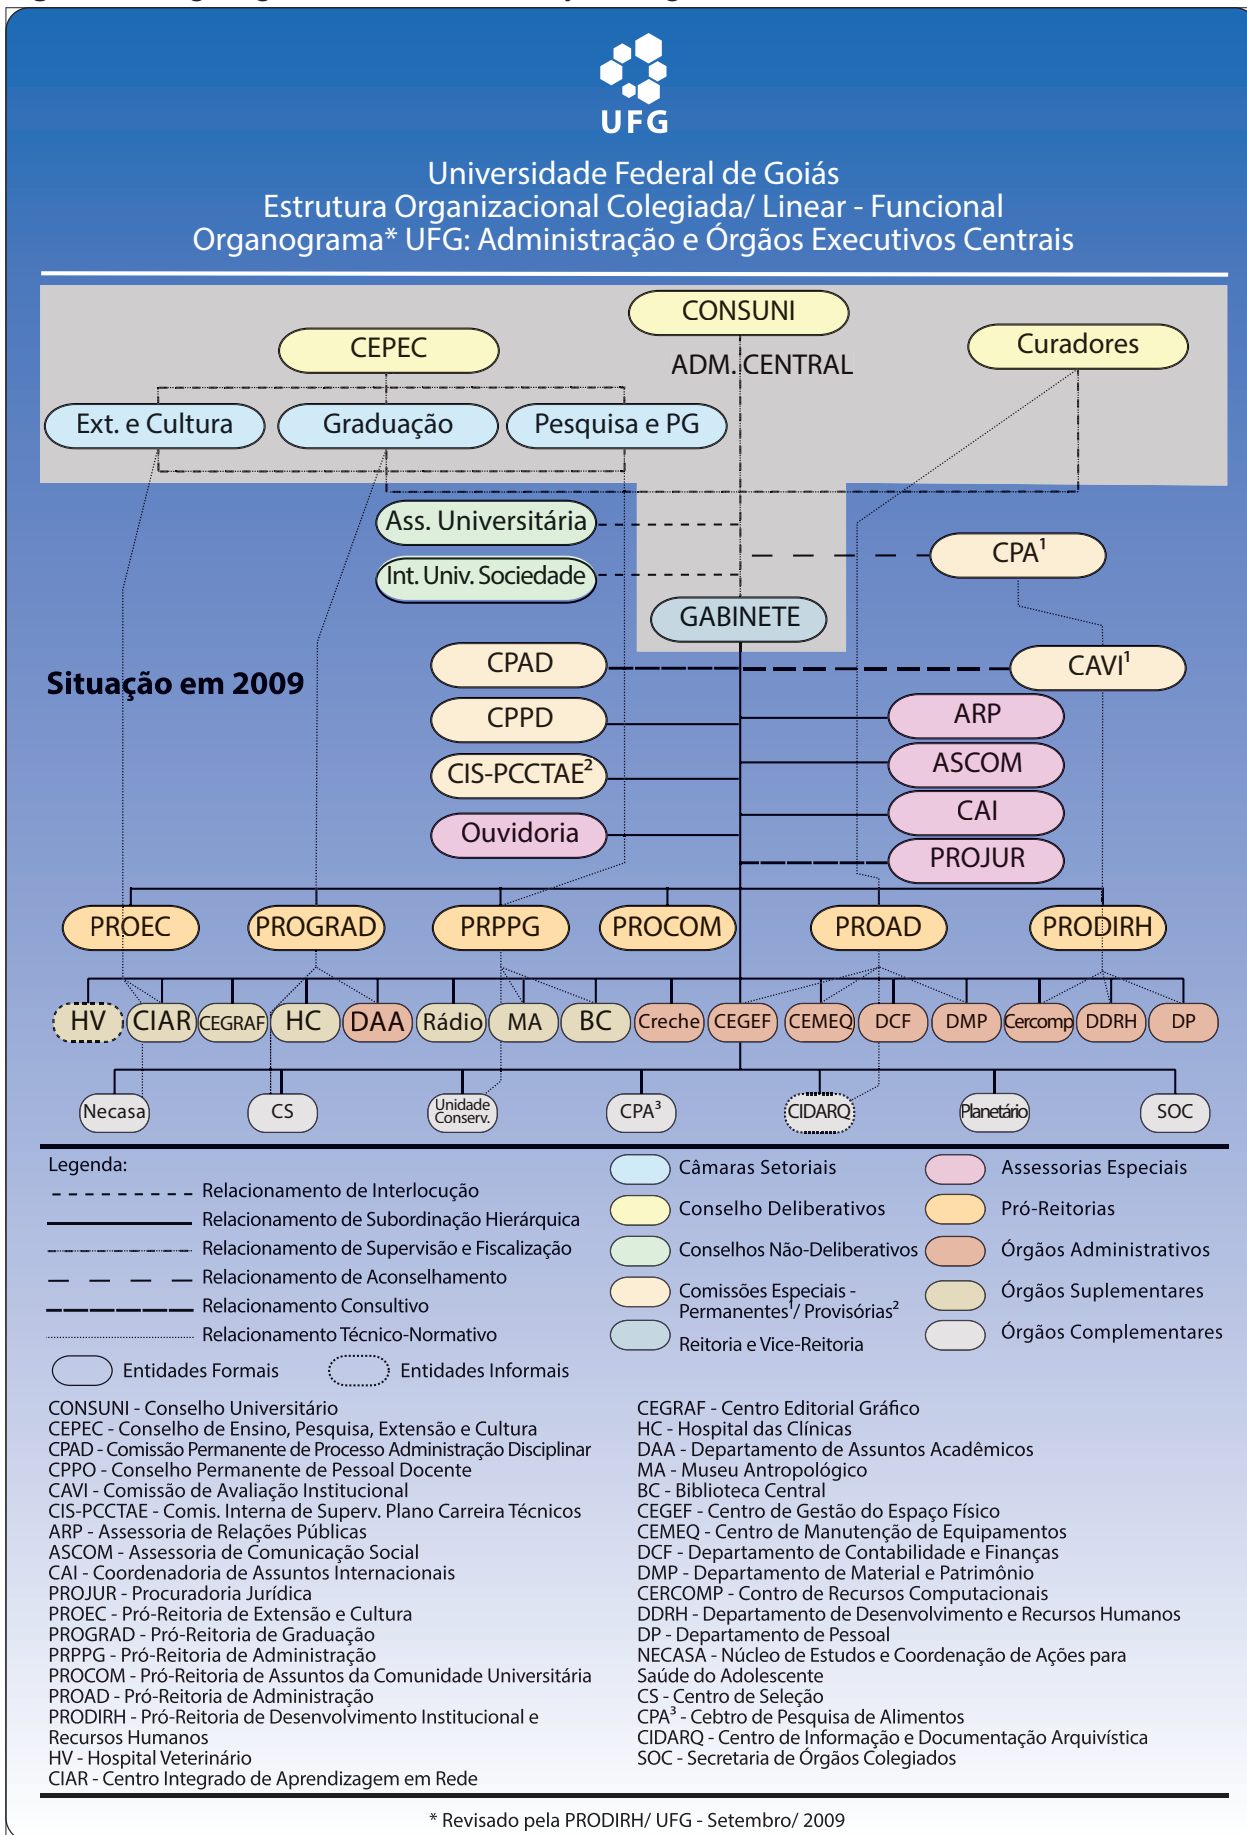 UFG
Universidade Federal de Goiás
Estrutura Organizacional Colegiada/ Linear - Funcional
Organograma* UFG: Administração e Órgãos Executivos Centrais
CONSUNI
CEPEC
Curadores
ADM. CENTRAL
Ext. e Cultura
Graduação
Pesquisa e PG
Ass. Universitária
CPA¹
Int. Univ. Sociedade
GABINETE
CPAD
CAVI¹
Situação em 2009
CPPD
ARP
CIS-PCCTAE²
ASCOM
Ouvidoria
CAI
PROJUR
PROEC
PROGRAD
PRPPG
PROCOM
PROAD
PRODIRH
HV
CIAR
CEGRAF
HC
DAA
Rádio
MA
BC
Creche
CEGEF
CEMEQ
DCF
DMP
Cercomp
DDRH
DP
Necasa
CS
Unidade
Conserv.
CPA³
CIDARQ
Planetário
SOC
Legenda:
Relacionamento de Interlocução
Relacionamento de Subordinação Hierárquica
Relacionamento de Supervisão e Fiscalização
Relacionamento de Aconselhamento
Relacionamento Consultivo
Relacionamento Técnico-Normativo
Entidades Formais
Entidades Informais
Câmaras Setoriais
Conselho Deliberativos
Conselhos Não-Deliberativos
Comissões Especiais -
Permanentes¹/ Provisórias²
Reitoria e Vice-Reitoria
Assessorias Especiais
Pró-Reitorias
Órgãos Administrativos
Órgãos Suplementares
Órgãos Complementares
CONSUNI - Conselho Universitário
CEPEC - Conselho de Ensino, Pesquisa, Extensão e Cultura
CPAD - Comissão Permanente de Processo Administração Disciplinar
CPPO - Conselho Permanente de Pessoal Docente
CAVI - Comissão de Avaliação Institucional
CIS-PCCTAE - Comis. Interna de Superv. Plano Carreira Técnicos
ARP - Assessoria de Relações Públicas
ASCOM - Assessoria de Comunicação Social
CAI - Coordenadoria de Assuntos Internacionais
PROJUR - Procuradoria Jurídica
PROEC - Pró-Reitoria de Extensão e Cultura
PROGRAD - Pró-Reitoria de Graduação
PRPPG - Pró-Reitoria de Administração
PROCOM - Pró-Reitoria de Assuntos da Comunidade Universitária
PROAD - Pró-Reitoria de Administração
PRODIRH - Pró-Reitoria de Desenvolvimento Institucional e
Recursos Humanos
HV - Hospital Veterinário
CIAR - Centro Integrado de Aprendizagem em Rede
CEGRAF - Centro Editorial Gráfico
HC - Hospital das Clínicas
DAA - Departamento de Assuntos Acadêmicos
MA - Museu Antropológico
BC - Biblioteca Central
CEGEF - Centro de Gestão do Espaço Físico
CEMEQ - Centro de Manutenção de Equipamentos
DCF - Departamento de Contabilidade e Finanças
DMP - Departamento de Material e Patrimônio
CERCOMP - Contro de Recursos Computacionais
DDRH - Departamento de Desenvolvimento e Recursos Humanos
DP - Departamento de Pessoal
NECASA - Núcleo de Estudos e Coordenação de Ações para
Saúde do Adolescente
CS - Centro de Seleção
CPA³ - Cebtro de Pesquisa de Alimentos
CIDARQ - Centro de Informação e Documentação Arquivística
SOC - Secretaria de Órgãos Colegiados
* Revisado pela PRODIRH/ UFG - Setembro/ 2009